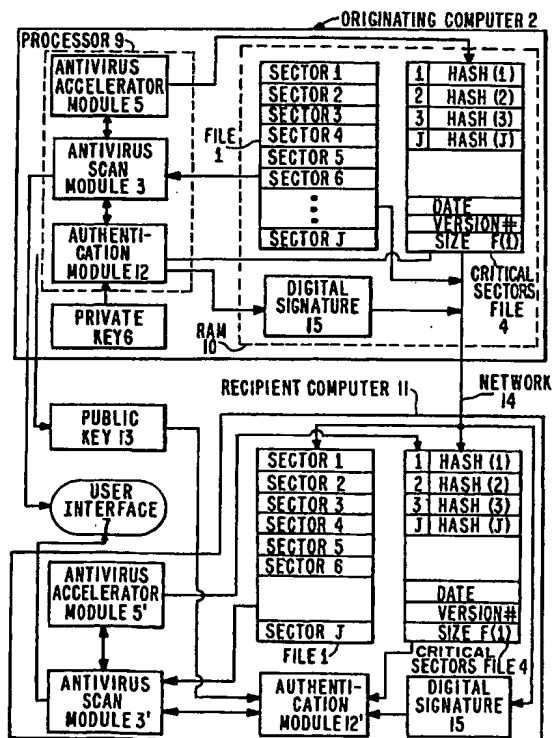 ORIGINATING COMPUTER 2
PROCESSOR 9
ANTIVIRUS
ACCELERATOR
MODULE 5
ANTIVIRUS
SCAN
MODULE 3
AUTHENTI-
CATION
MODULE 12
PRIVATE
KEY 6
FILE
1
SECTOR 1
SECTOR 2
SECTOR 3
SECTOR 4
SECTOR 5
SECTOR 6
SECTOR J
1 HASH (1)
2 HASH (2)
3 HASH (3)
J HASH (J)
DATE
VERSION #
SIZE F(1)
CRITICAL
SECTORS
FILE
4
DIGITAL
SIGNATURE
15
RAM
10
NETWORK
14
RECIPIENT COMPUTER 11
PUBLIC
KEY 13
USER
INTERFACE
7
ANTIVIRUS
ACCELERATOR
MODULE 5'
ANTIVIRUS
SCAN
MODULE 3'
SECTOR 1
SECTOR 2
SECTOR 3
SECTOR 4
SECTOR 5
SECTOR 6
SECTOR J
FILE 1
1 HASH (1)
2 HASH (2)
3 HASH (3)
J HASH (J)
DATE
VERSION #
SIZE F(1)
CRITICAL
SECTORS FILE 4
AUTHENTI-
CATION
MODULE 12'
DIGITAL
SIGNATURE
15